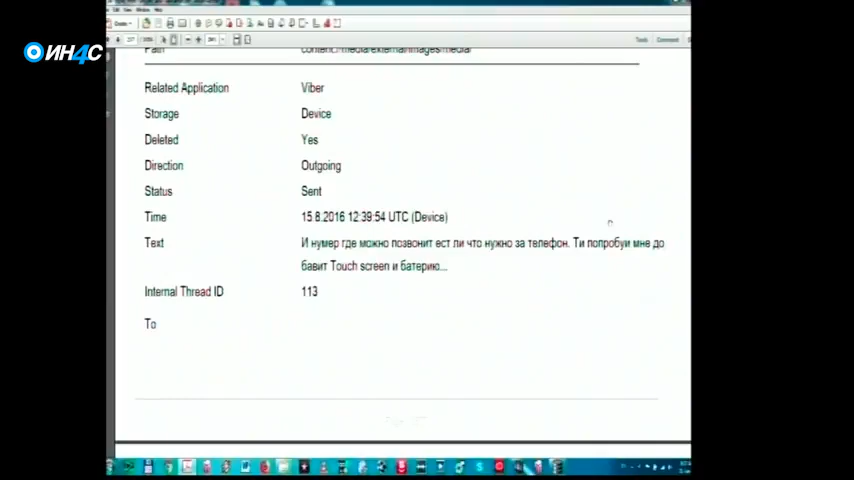 ИН4С
Path content://media/external/images/media/
Related Application Viber
Storage Device
Deleted Yes
Direction Outgoing
Status Sent
Time 15.8.2016 12:39:54 UTC (Device)
Text И нумер где можно позвонит ест ли что нужно за телефон. Ти попробуи мне до
бавит Touch screen и батерию...
Internal Thread ID 113
To